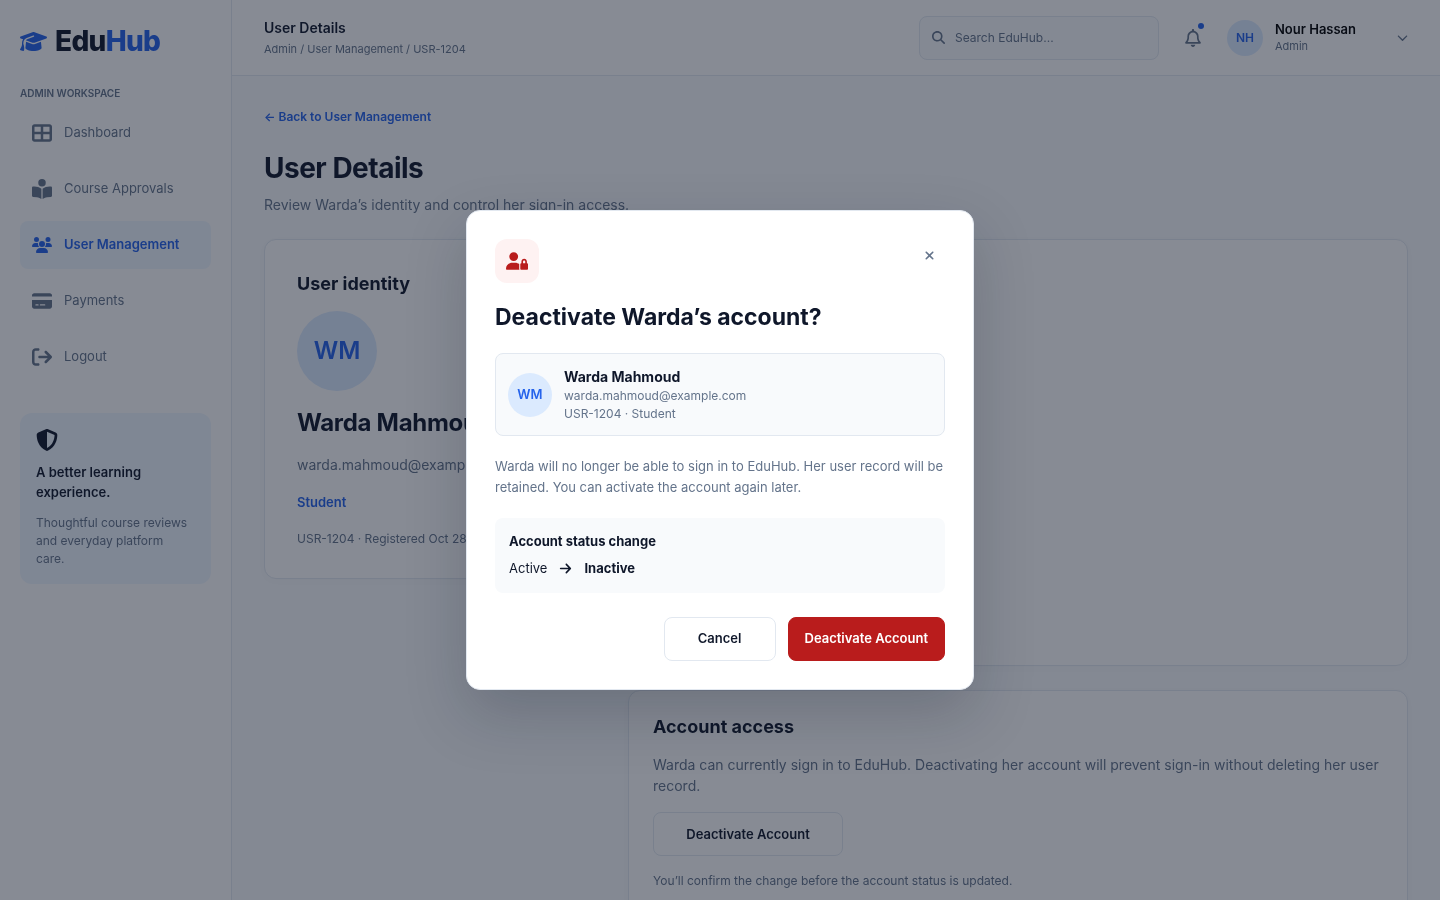 EduHub
ADMIN WORKSPACE
Dashboard
Course Approvals
User Management
Payments
Logout
A better learning
experience.
Thoughtful course reviews
and everyday platform
care.
User Details
Admin / User Management / USR-1204
Search EduHub...
NH
Nour Hassan
Admin
← Back to User Management
User Details
Review Warda’s identity and control her sign-in access.
User identity
WM
Warda Mahmou
warda.mahmoud@examp
Student
USR-1204 · Registered Oct 28
Deactivate Warda’s account?
WM
Warda Mahmoud
warda.mahmoud@example.com
USR-1204 · Student
Warda will no longer be able to sign in to EduHub. Her user record will be
retained. You can activate the account again later.
Account status change
Active → Inactive
Cancel
Deactivate Account
Account access
Warda can currently sign in to EduHub. Deactivating her account will prevent sign-in without deleting her user
record.
Deactivate Account
You’ll confirm the change before the account status is updated.